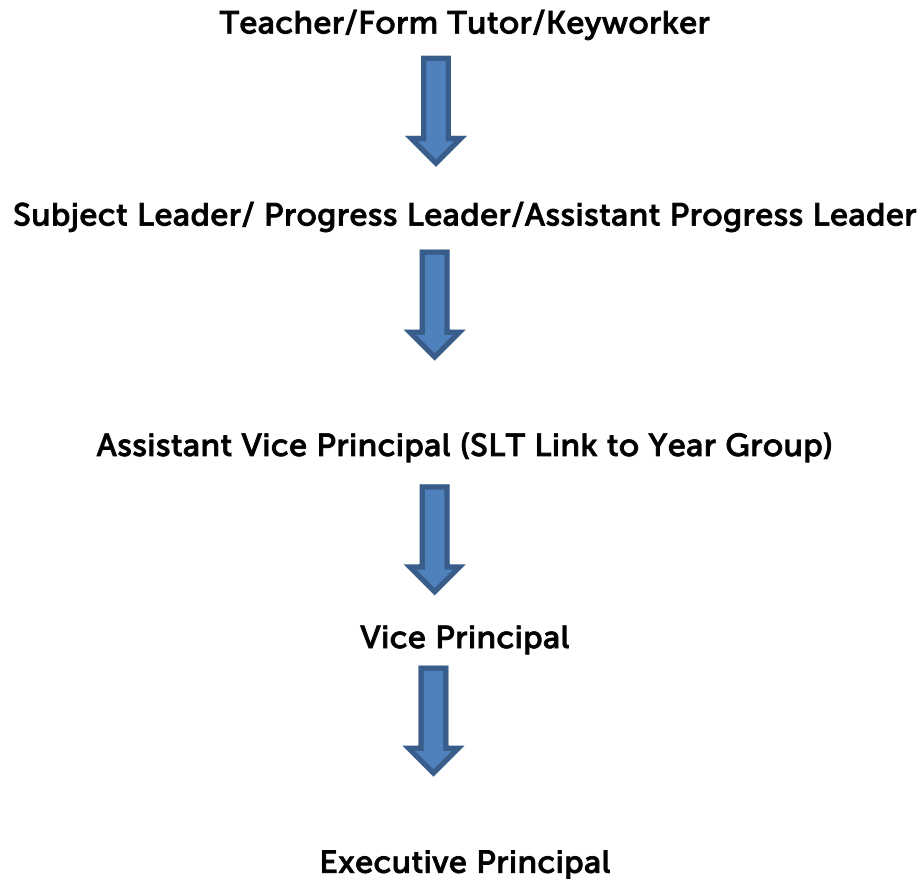 Teacher/Form Tutor/Keyworker
Subject Leader/ Progress Leader/Assistant Progress Leader
Assistant Vice Principal (SLT Link to Year Group)
Vice Principal
Executive Principal